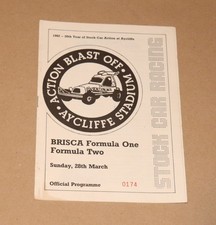 ACTION BLAST OFF
AYCLIFFE STADIUM
BRISCA Formula One
Formula Two
Sunday, 28th March
Official Programme
0174
STOCK CAR RACING